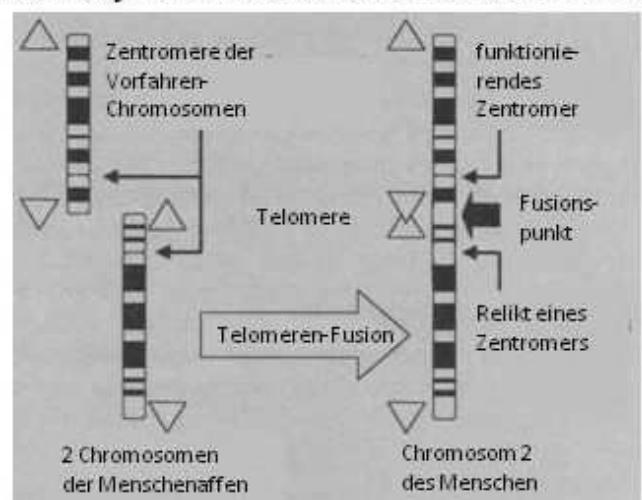 Zentromere der
Vorfahren-
Chromosomen
funktionie-
rendes
Zentromer
Telomere
Fusions-
punkt
Telomeren-Fusion
Relikt eines
Zentromers
2 Chromosomen
der Menschenaffen
Chromosom 2
des Menschen